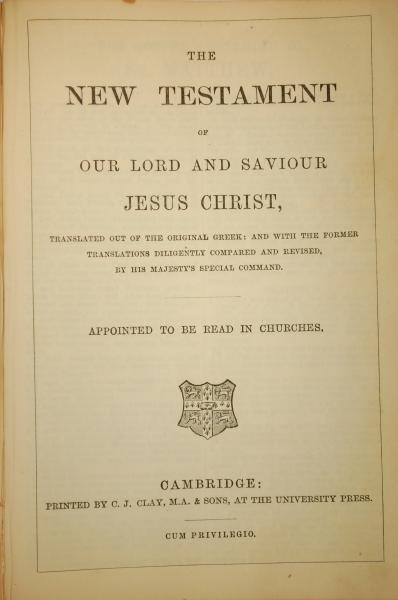 THE
NEW TESTAMENT
OF
OUR LORD AND SAVIOUR
JESUS CHRIST,
TRANSLATED OUT OF THE ORIGINAL GREEK: AND WITH THE FORMER
TRANSLATIONS DILIGENTLY COMPARED AND REVISED,
BY HIS MAJESTY'S SPECIAL COMMAND.
APPOINTED TO BE READ IN CHURCHES.
CAMBRIDGE:
PRINTED BY C. J. CLAY, M.A. & SONS, AT THE UNIVERSITY PRESS.
CUM PRIVILEGIO.